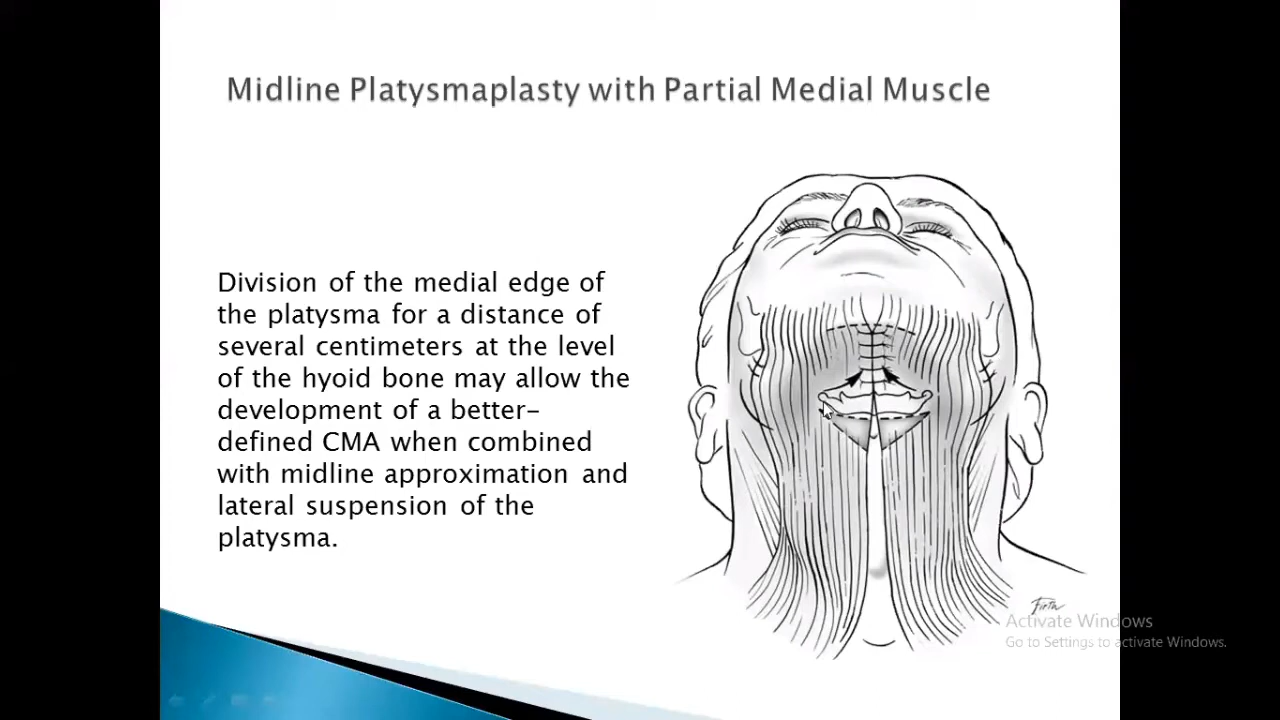 Midline Platysmaplasty with Partial Medial Muscle
Division of the medial edge of
the platysma for a distance of
several centimeters at the level
of the hyoid bone may allow the
development of a better-
defined CMA when combined
with midline approximation and
lateral suspension of the
platysma.
Firth
Activate Windows
Go to Settings to activate Windows.